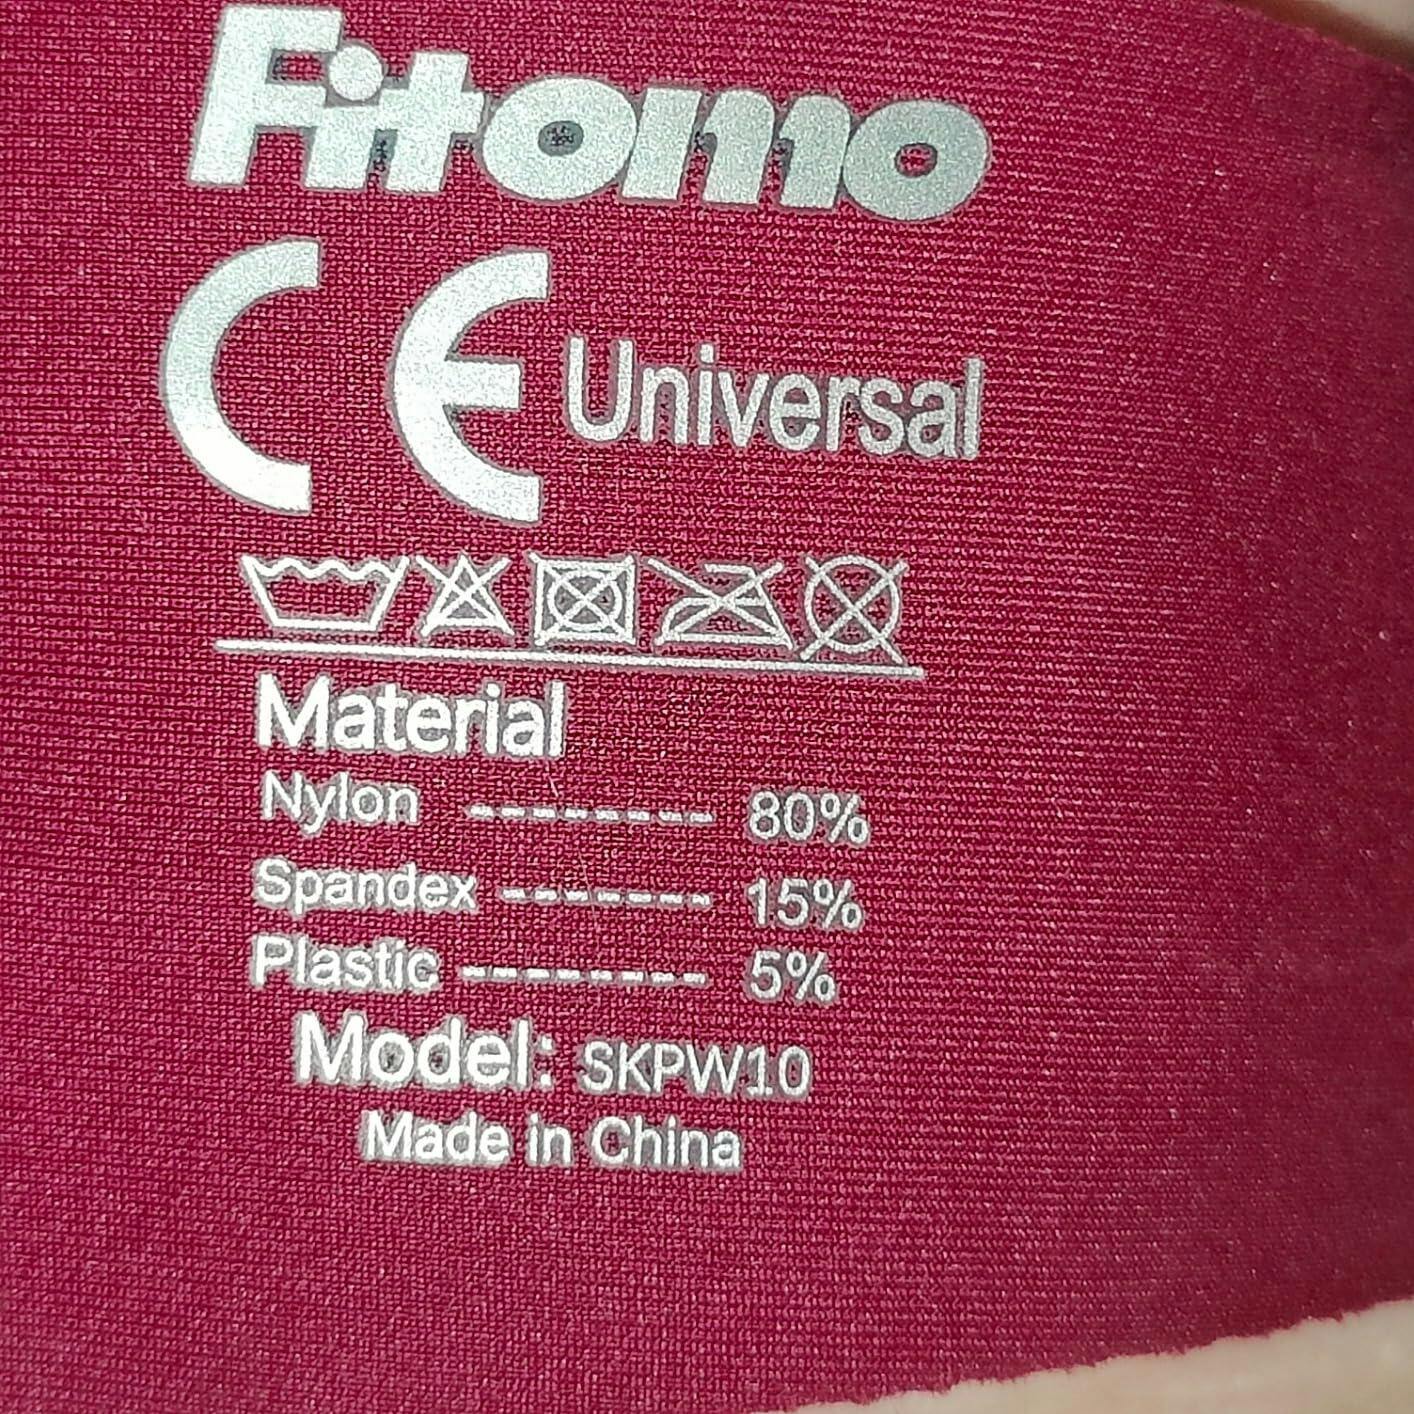 Fitomo
CE Universal
Material
Nylon -------- 80%
Spandex ------- 15%
Plastic -------- 5%
Model: SKPW10
Made in China